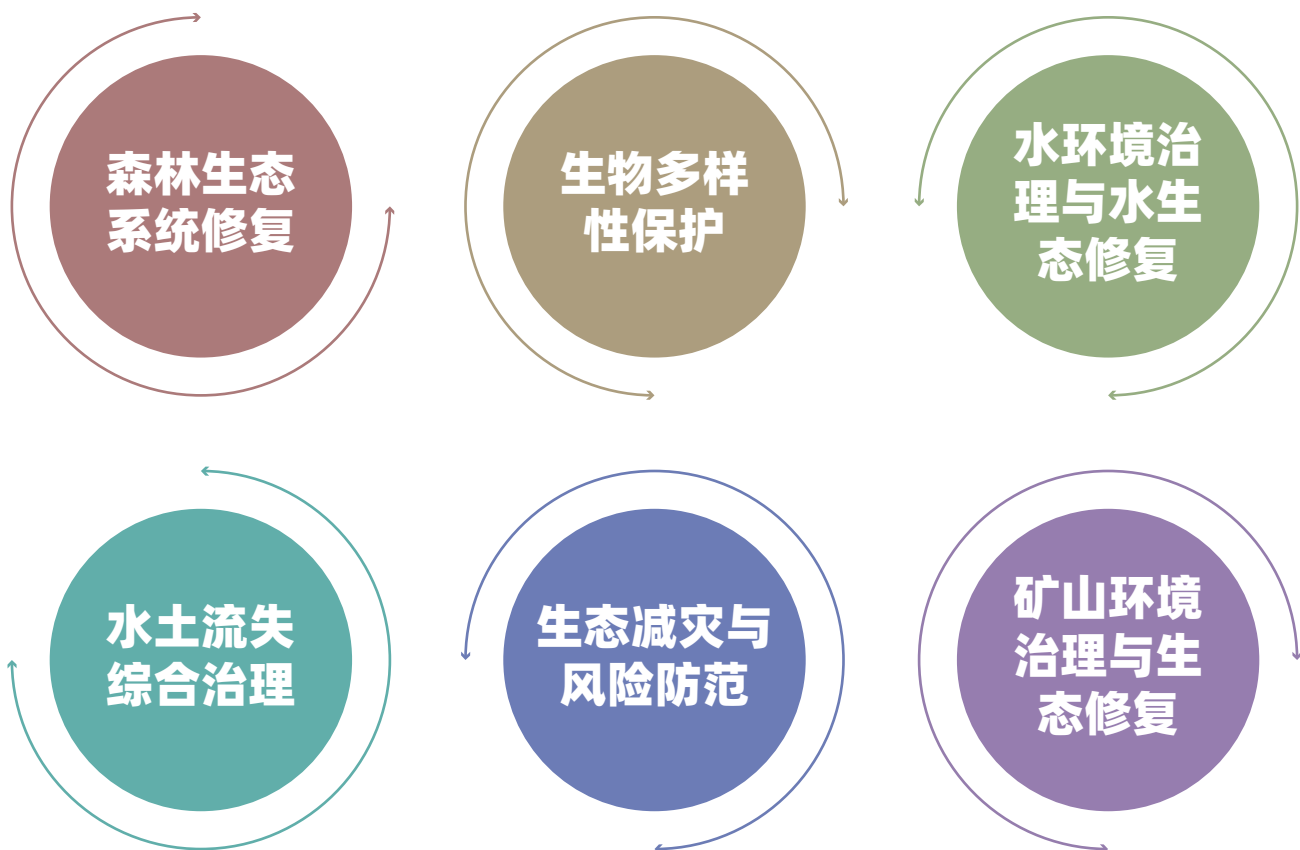 森林生态
系统修复
生物多样
性保护
水环境治
理与水生
态修复
水土流失
综合治理
生态减灾与
风险防范
矿山环境
治理与生
态修复